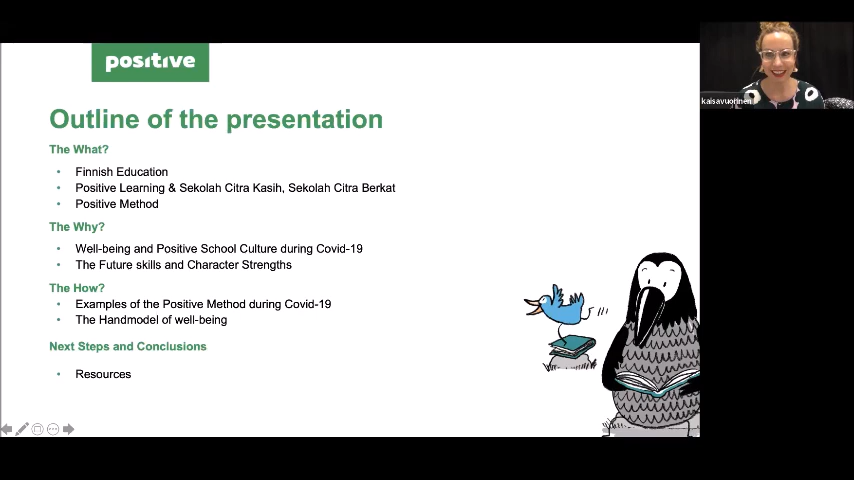 positive
kaisavuorinen
Outline of the presentation
The What?
• Finnish Education
• Positive Learning & Sekolah Citra Kasih, Sekolah Citra Berkat
• Positive Method
The Why?
• Well-being and Positive School Culture during Covid-19
• The Future skills and Character Strengths
The How?
• Examples of the Positive Method during Covid-19
• The Handmodel of well-being
Next Steps and Conclusions
• Resources